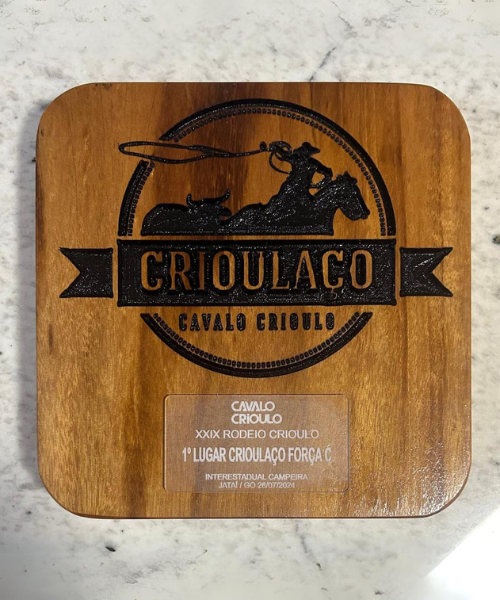 CRIOULAÇO
CAVALO CRIOULO
CAVALO
CRIOULO
XXIX RODEIO CRIOULO
1º LUGAR CRIOULAÇO FORÇA C
INTERESTADUAL CAMPEIRA
JATAÍ / GO 26/07/2024